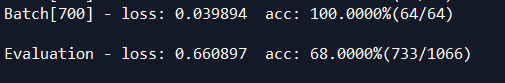 Batch[700] - loss: 0.039894  acc: 100.0000%(64/64)
Evaluation - loss: 0.660897  acc: 68.0000%(733/1066)